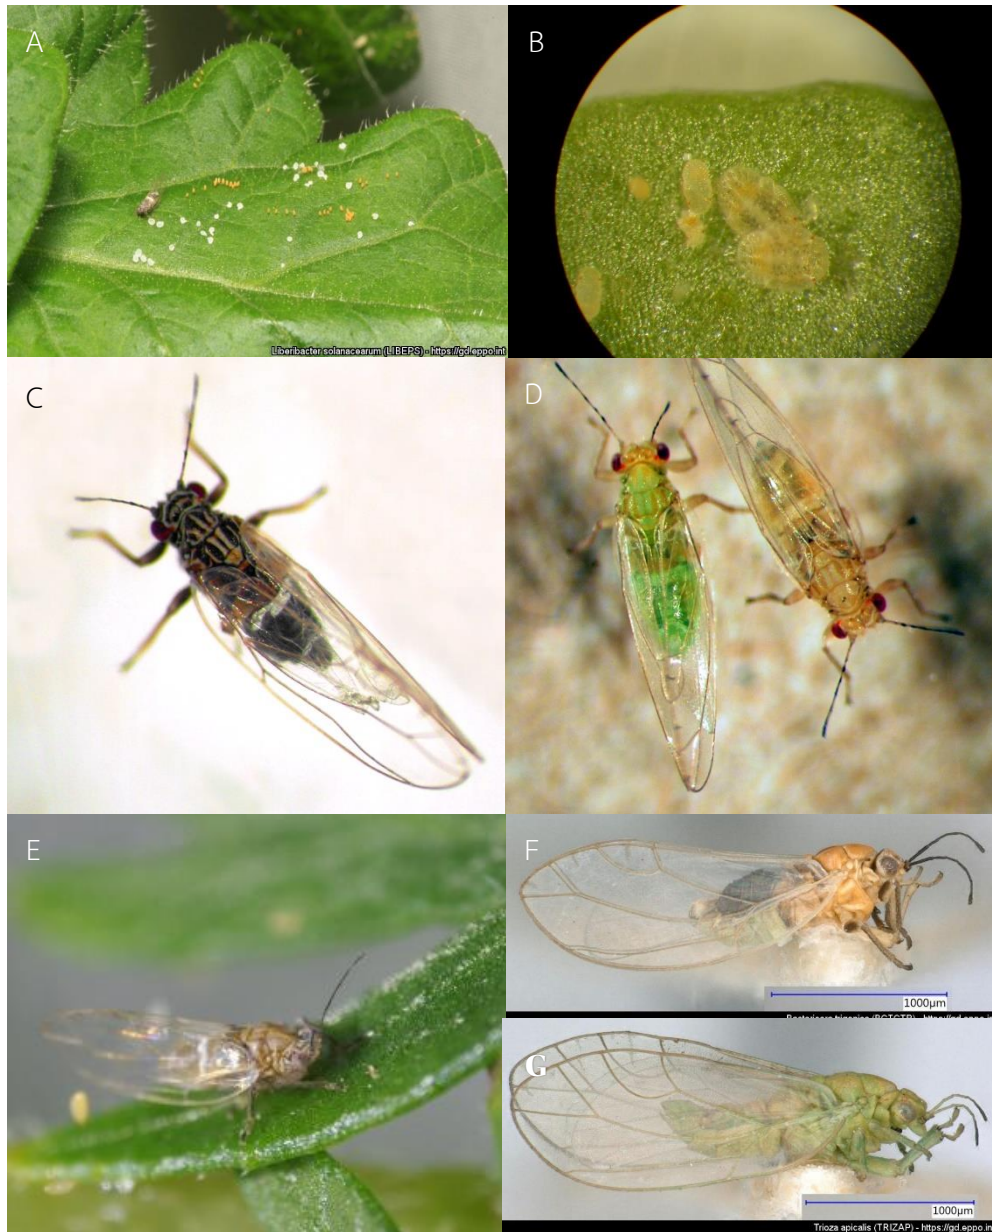 A
B
Liberibacter solanacearum (LIBEPS) - https://gd.eppo.int
C
D
E
F
1000µm
G
1000µm
Trioza apicalis (TRIZAP) - https://gd.eppo.int